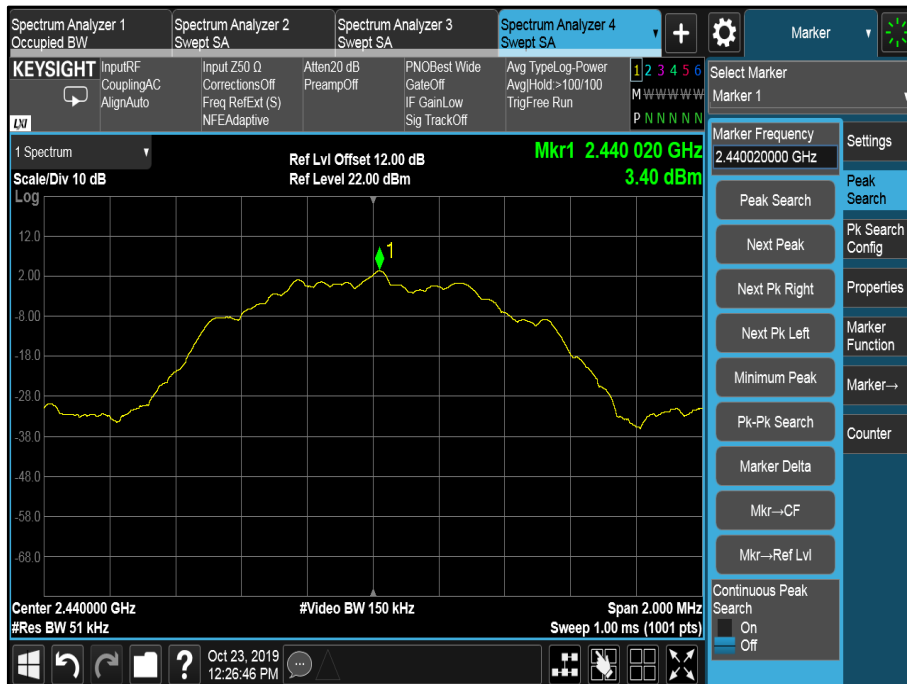 Spectrum Analyzer 1
Occupied BW
Spectrum Analyzer 2
Swept SA
Spectrum Analyzer 3
Swept SA
Spectrum Analyzer 4
Swept SA
Marker
KEYSIGHT
LXI
InputRF
CouplingAC
AlignAuto
Input Z50 Ω
CorrectionsOff
Freq RefExt (S)
NFEAdaptive
Atten20 dB
PreampOff
PNOBest Wide
GateOff
IF GainLow
Sig TrackOff
Avg TypeLog-Power
Avg|Hold:>100/100
TrigFree Run
1 2 3 4 5 6
M W W W W W W
P N N N N N
Select Marker
Marker 1
1 Spectrum
Scale/Div 10 dB
Ref Lvl Offset 12.00 dB
Ref Level 22.00 dBm
Mkr1 2.440 020 GHz
3.40 dBm
Log
12.0
2.00
-8.00
-18.0
-28.0
-38.0
-48.0
-58.0
-68.0
1
Center 2.440000 GHz
#Res BW 51 kHz
#Video BW 150 kHz
Span 2.000 MHz
Sweep 1.00 ms (1001 pts)
Marker Frequency
2.440020000 GHz
Peak Search
Next Peak
Next Pk Right
Next Pk Left
Minimum Peak
Pk-Pk Search
Marker Delta
Mkr→CF
Mkr→Ref Lvl
Continuous Peak
Search
On
Off
Settings
Peak
Search
Pk Search
Config
Properties
Marker
Function
Marker→
Counter
?
Oct 23, 2019
12:26:46 PM